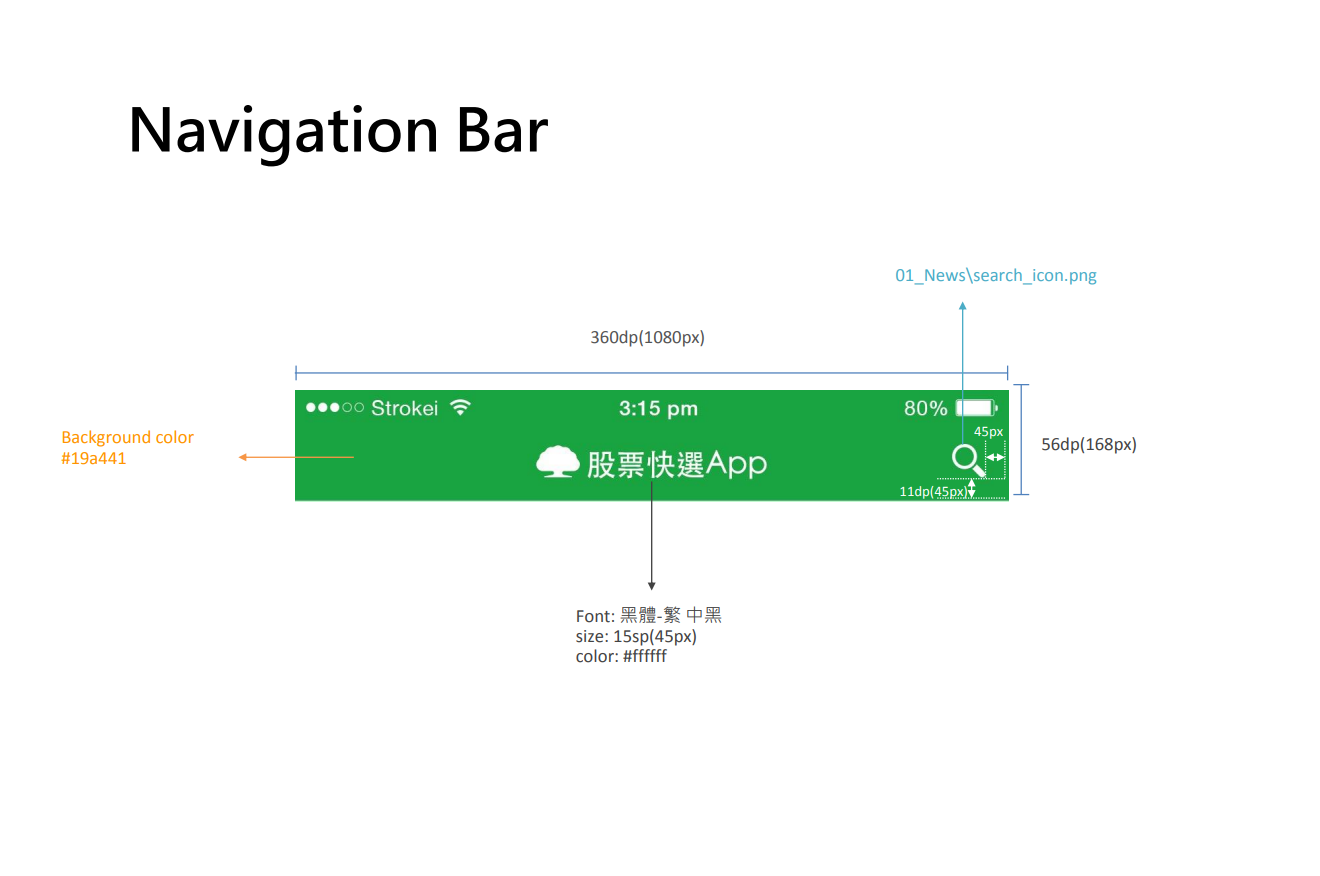 Navigation Bar
01_News\search_icon.png
360dp(1080px)
Strokei 3:15 pm 80%
45px
Background color
#19a441
56dp(168px)
股票快選App
11dp(45px)
Font: 黑體-繁 中黑
size: 15sp(45px)
color: #ffffff